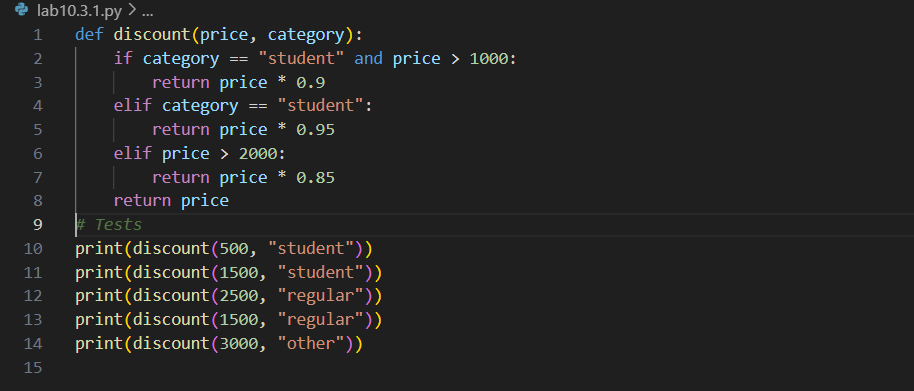 lab10.3.1.py > ...
1 def discount(price, category):
2     if category == "student" and price > 1000:
3         return price * 0.9
4     elif category == "student":
5         return price * 0.95
6     elif price > 2000:
7         return price * 0.85
8     return price
9 # Tests
10 print(discount(500, "student"))
11 print(discount(1500, "student"))
12 print(discount(2500, "regular"))
13 print(discount(1500, "regular"))
14 print(discount(3000, "other"))
15